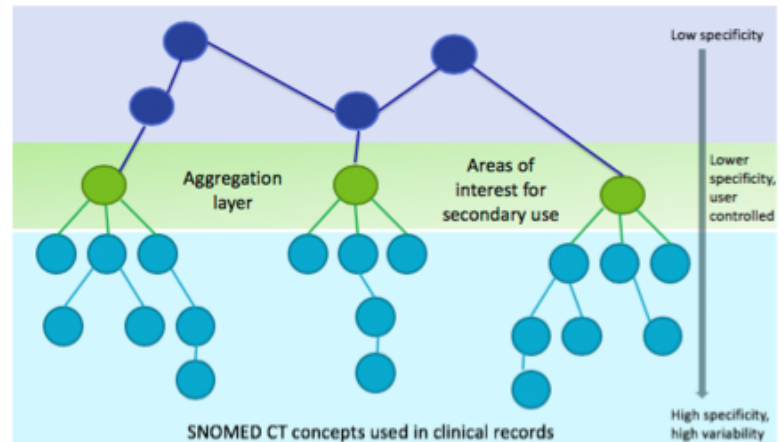 Low specificity
Aggregation
layer
Areas of
interest for
secondary use
Lower
specificity,
user
controlled
SNOMED CT concepts used in clinical records
High specificity,
high variability